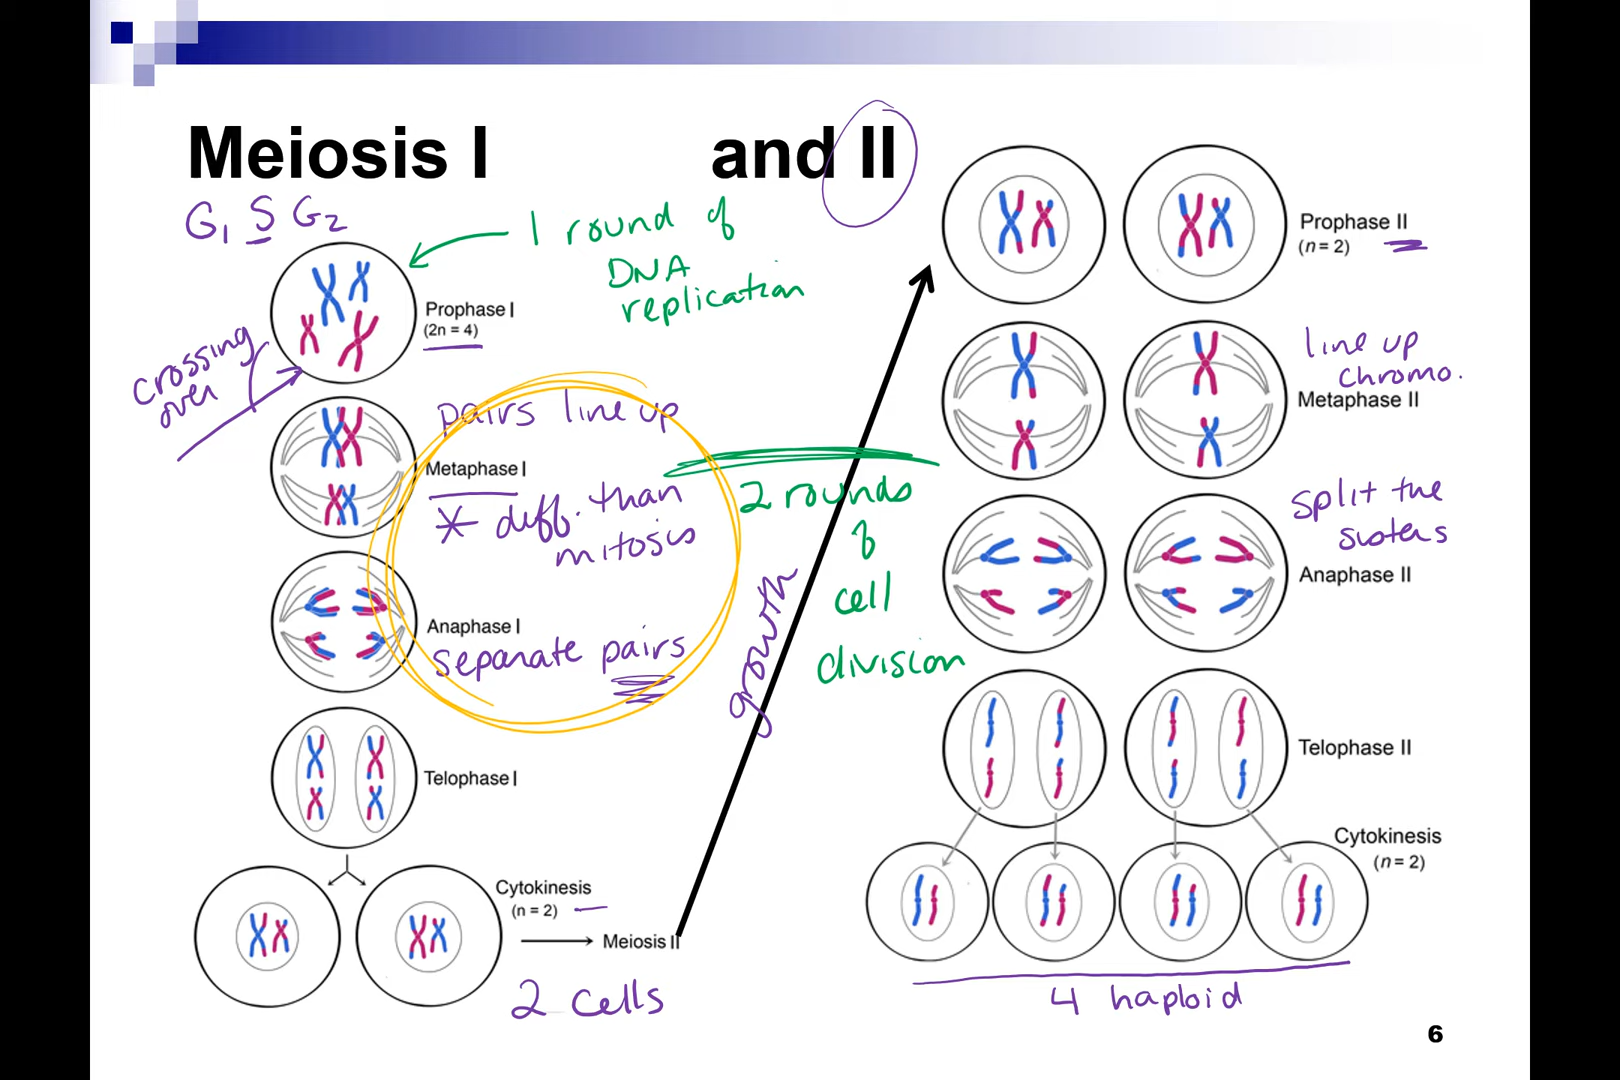 Meiosis I and II
G1 S G2
1 round of
DNA
replication
Prophase I
(2n = 4)
crossing
over
pairs line up
Metaphase I
* diff. than
mitosis
Anaphase I
separate pairs
Telophase I
Cytokinesis
(n = 2)
Meiosis II
2 cells
growth
2 rounds
of
cell
division
Prophase II
(n = 2)
line up
chromo.
Metaphase II
split the
sisters
Anaphase II
Telophase II
Cytokinesis
(n = 2)
4 haploid
6